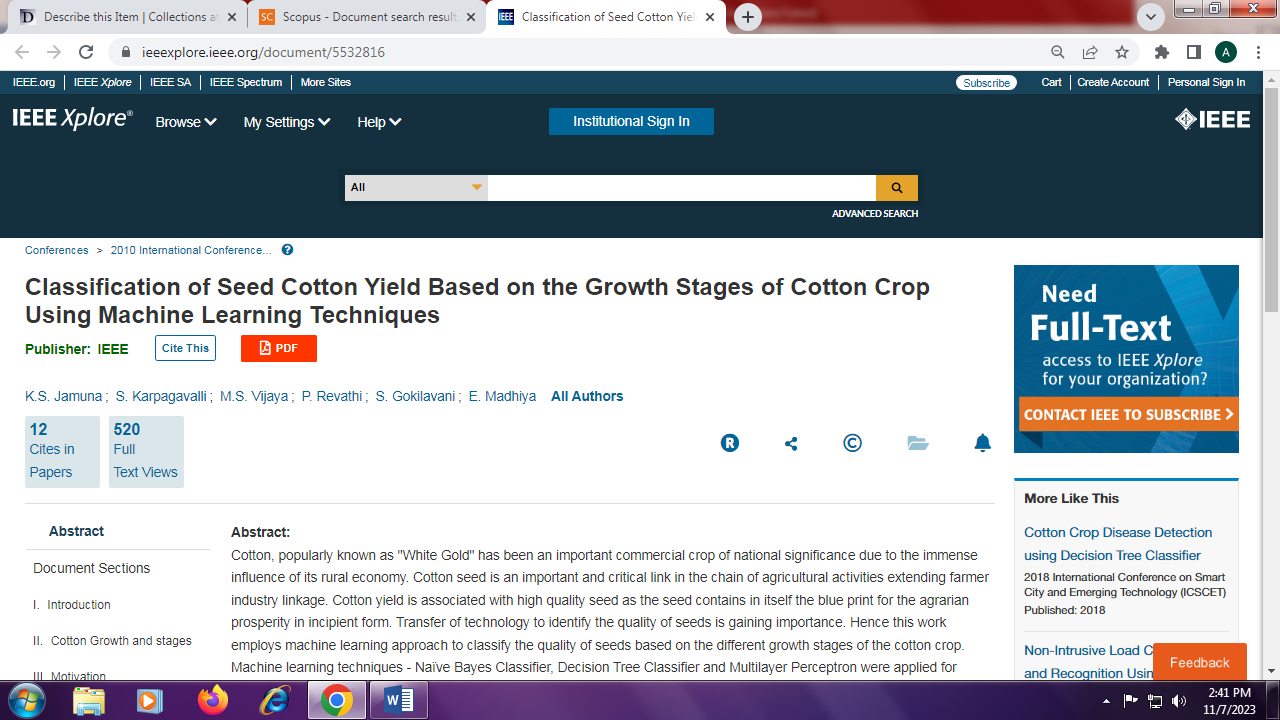 Describe this Item | Collections at
Scopus - Document search result
Classification of Seed Cotton Yiel
ieeexplore.ieee.org/document/5532816
A
IEEE.org
IEEE Xplore
IEEE SA
IEEE Spectrum
More Sites
Subscribe
Cart
Create Account
Personal Sign In
IEEE Xplore®
Browse
My Settings
Help
Institutional Sign In
IEEE
All
ADVANCED SEARCH
Conferences > 2010 International Conference... ?
Classification of Seed Cotton Yield Based on the Growth Stages of Cotton Crop
Using Machine Learning Techniques
Publisher: IEEE
Cite This
PDF
K.S. Jamuna ; S. Karpagavalli ; M.S. Vijaya ; P. Revathi ; S. Gokilavani ; E. Madhiya All Authors
12
Cites in
Papers
520
Full
Text Views
R
©
Need
Full-Text
access to IEEE Xplore
for your organization?
CONTACT IEEE TO SUBSCRIBE >
Abstract
Document Sections
I. Introduction
II. Cotton Growth and stages
III. Motivation
Abstract:
Cotton, popularly known as "White Gold" has been an important commercial crop of national significance due to the immense
influence of its rural economy. Cotton seed is an important and critical link in the chain of agricultural activities extending farmer
industry linkage. Cotton yield is associated with high quality seed as the seed contains in itself the blue print for the agrarian
prosperity in incipient form. Transfer of technology to identify the quality of seeds is gaining importance. Hence this work
employs machine learning approach to classify the quality of seeds based on the different growth stages of the cotton crop.
Machine learning techniques - Naïve Bayes Classifier, Decision Tree Classifier and Multilayer Perceptron were applied for
More Like This
Cotton Crop Disease Detection
using Decision Tree Classifier
2018 International Conference on Smart
City and Emerging Technology (ICSCET)
Published: 2018
Non-Intrusive Load C
and Recognition Usin
Feedback
2:41 PM
11/7/2023